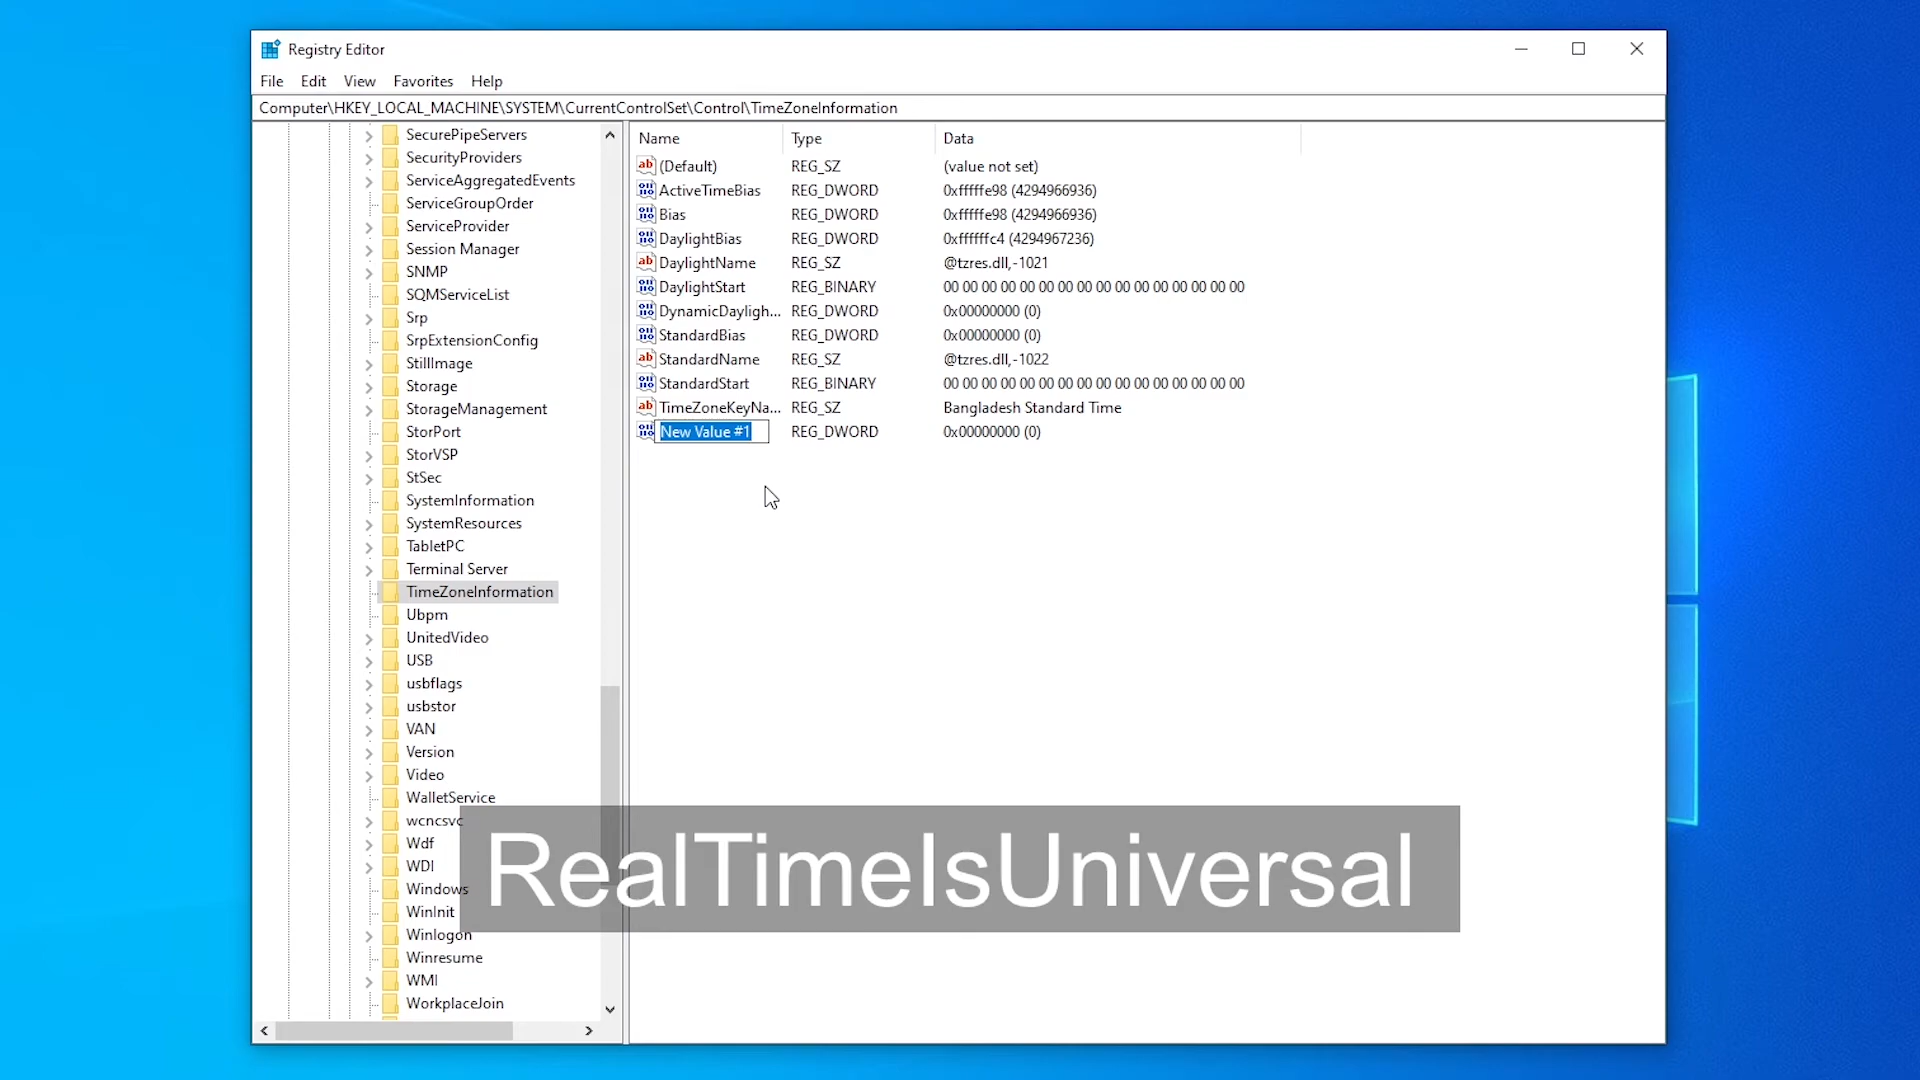 Registry Editor
File Edit View Favorites Help
Computer\HKEY_LOCAL_MACHINE\SYSTEM\CurrentControlSet\Control\TimeZoneInformation
SecurePipeServers
SecurityProviders
ServiceAggregatedEvents
ServiceGroupOrder
ServiceProvider
Session Manager
SNMP
SQMServiceList
Srp
SrpExtensionConfig
StillImage
Storage
StorageManagement
StorPort
StorVSP
StSec
SystemInformation
SystemResources
TabletPC
Terminal Server
TimeZoneInformation
Ubpm
UnitedVideo
USB
usbflags
usbstor
VAN
Version
Video
WalletService
wcncsvc
Wdf
WDI
Windows
WinInit
Winlogon
Winresume
WMI
WorkplaceJoin
Name Type Data
(Default) REG_SZ (value not set)
ActiveTimeBias REG_DWORD 0xfffffe98 (4294966936)
Bias REG_DWORD 0xfffffe98 (4294966936)
DaylightBias REG_DWORD 0xffffffc4 (4294967236)
DaylightName REG_SZ @tzres.dll,-1021
DaylightStart REG_BINARY 00 00 00 00 00 00 00 00 00 00 00 00 00 00 00 00
DynamicDayligh... REG_DWORD 0x00000000 (0)
StandardBias REG_DWORD 0x00000000 (0)
StandardName REG_SZ @tzres.dll,-1022
StandardStart REG_BINARY 00 00 00 00 00 00 00 00 00 00 00 00 00 00 00 00
TimeZoneKeyNa... REG_SZ Bangladesh Standard Time
New Value #1 REG_DWORD 0x00000000 (0)
RealTimeIsUniversal